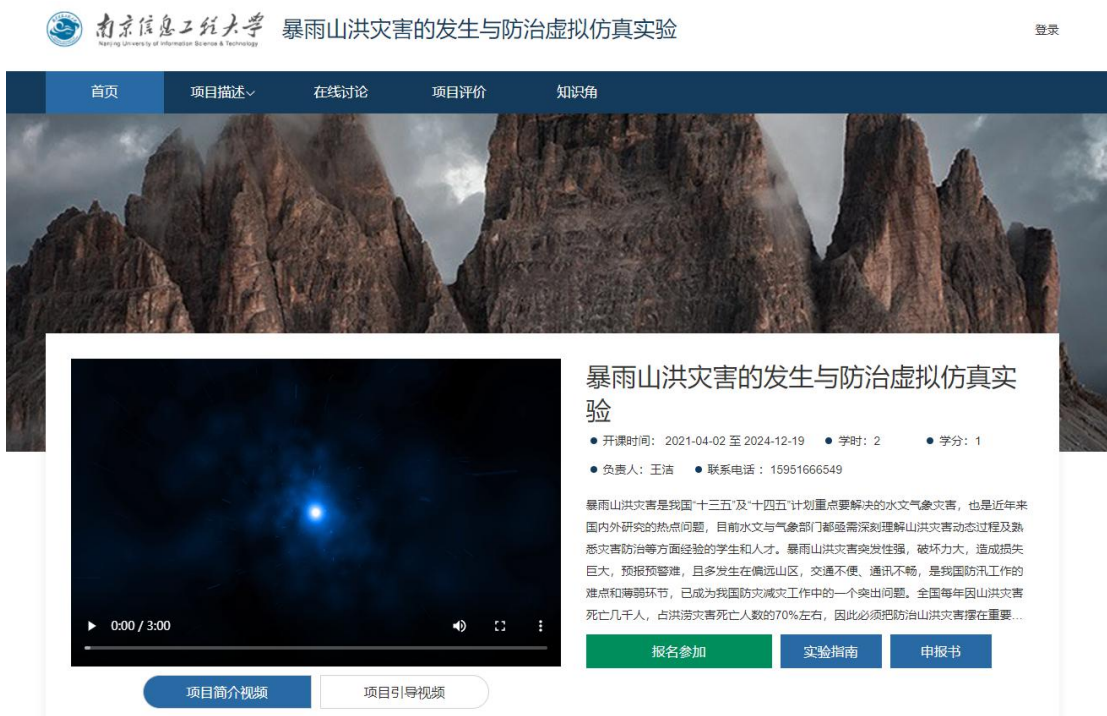 南京信息工程大学
Nanjing University of Information Science & Technology
暴雨山洪灾害的发生与防治虚拟仿真实验
登录
首页
项目描述
在线讨论
项目评价
知识角
暴雨山洪灾害的发生与防治虚拟仿真实
验
开课时间： 2021-04-02 至 2024-12-19 学时：2 学分：1
负责人：王洁 联系电话： 15951666549
暴雨山洪灾害是我国“十三五”及“十四五”计划重点要解决的水文气象灾害，也是近年来
国内外研究的热点问题，目前水文与气象部门都亟需深刻理解山洪灾害动态过程及熟
悉灾害防治等方面经验的学生和人才。暴雨山洪灾害突发性强，破坏力大，造成损失
巨大，预报预警难，且多发生在偏远山区，交通不便、通讯不畅，是我国防汛工作的
难点和薄弱环节，已成为我国防灾减灾工作中的一个突出问题。全国每年因山洪灾害
死亡几千人，占洪涝灾害死亡人数的70%左右，因此必须把防治山洪灾害摆在重要...
0:00 / 3:00
报名参加
实验指南
申报书
项目简介视频
项目引导视频